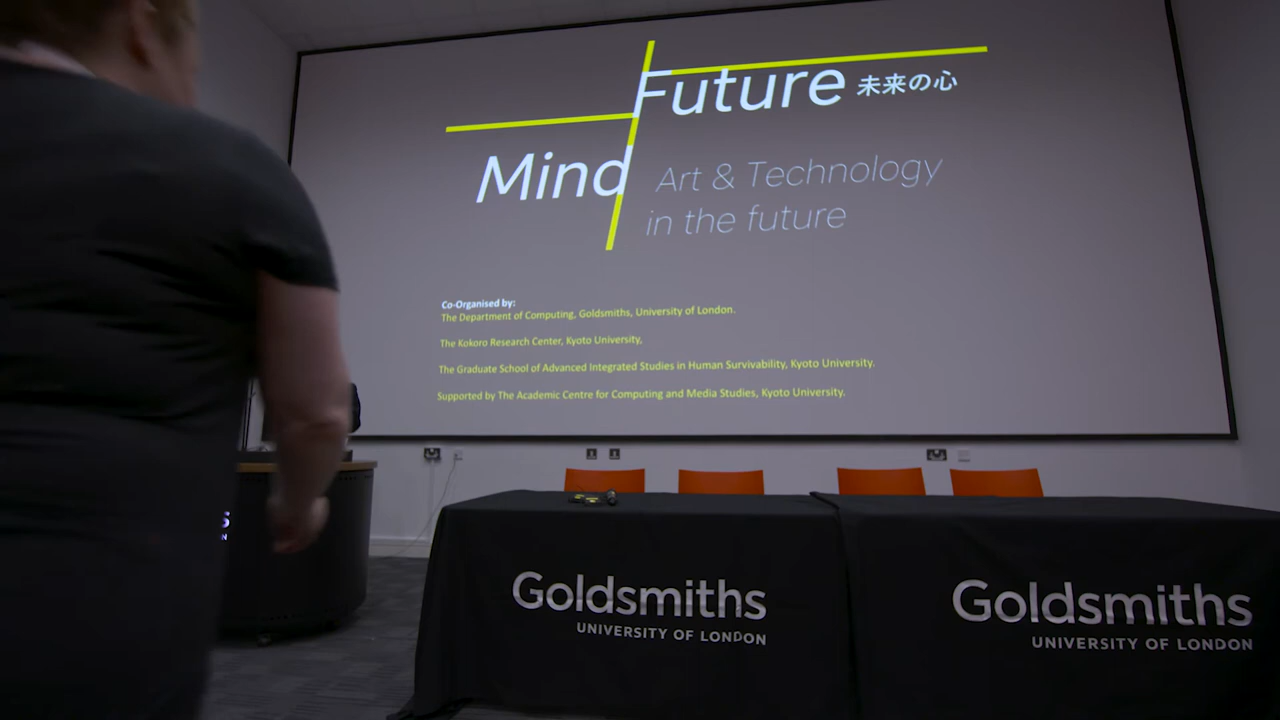 Future 未来の心
Mind
Art & Technology
in the future
Co-Organised by:
The Department of Computing, Goldsmiths, University of London.
The Kokoro Research Center, Kyoto University,
The Graduate School of Advanced Integrated Studies in Human Survivability, Kyoto University.
Supported by The Academic Centre for Computing and Media Studies, Kyoto University.
Goldsmiths
UNIVERSITY OF LONDON
Goldsmiths
UNIVERSITY OF LONDON